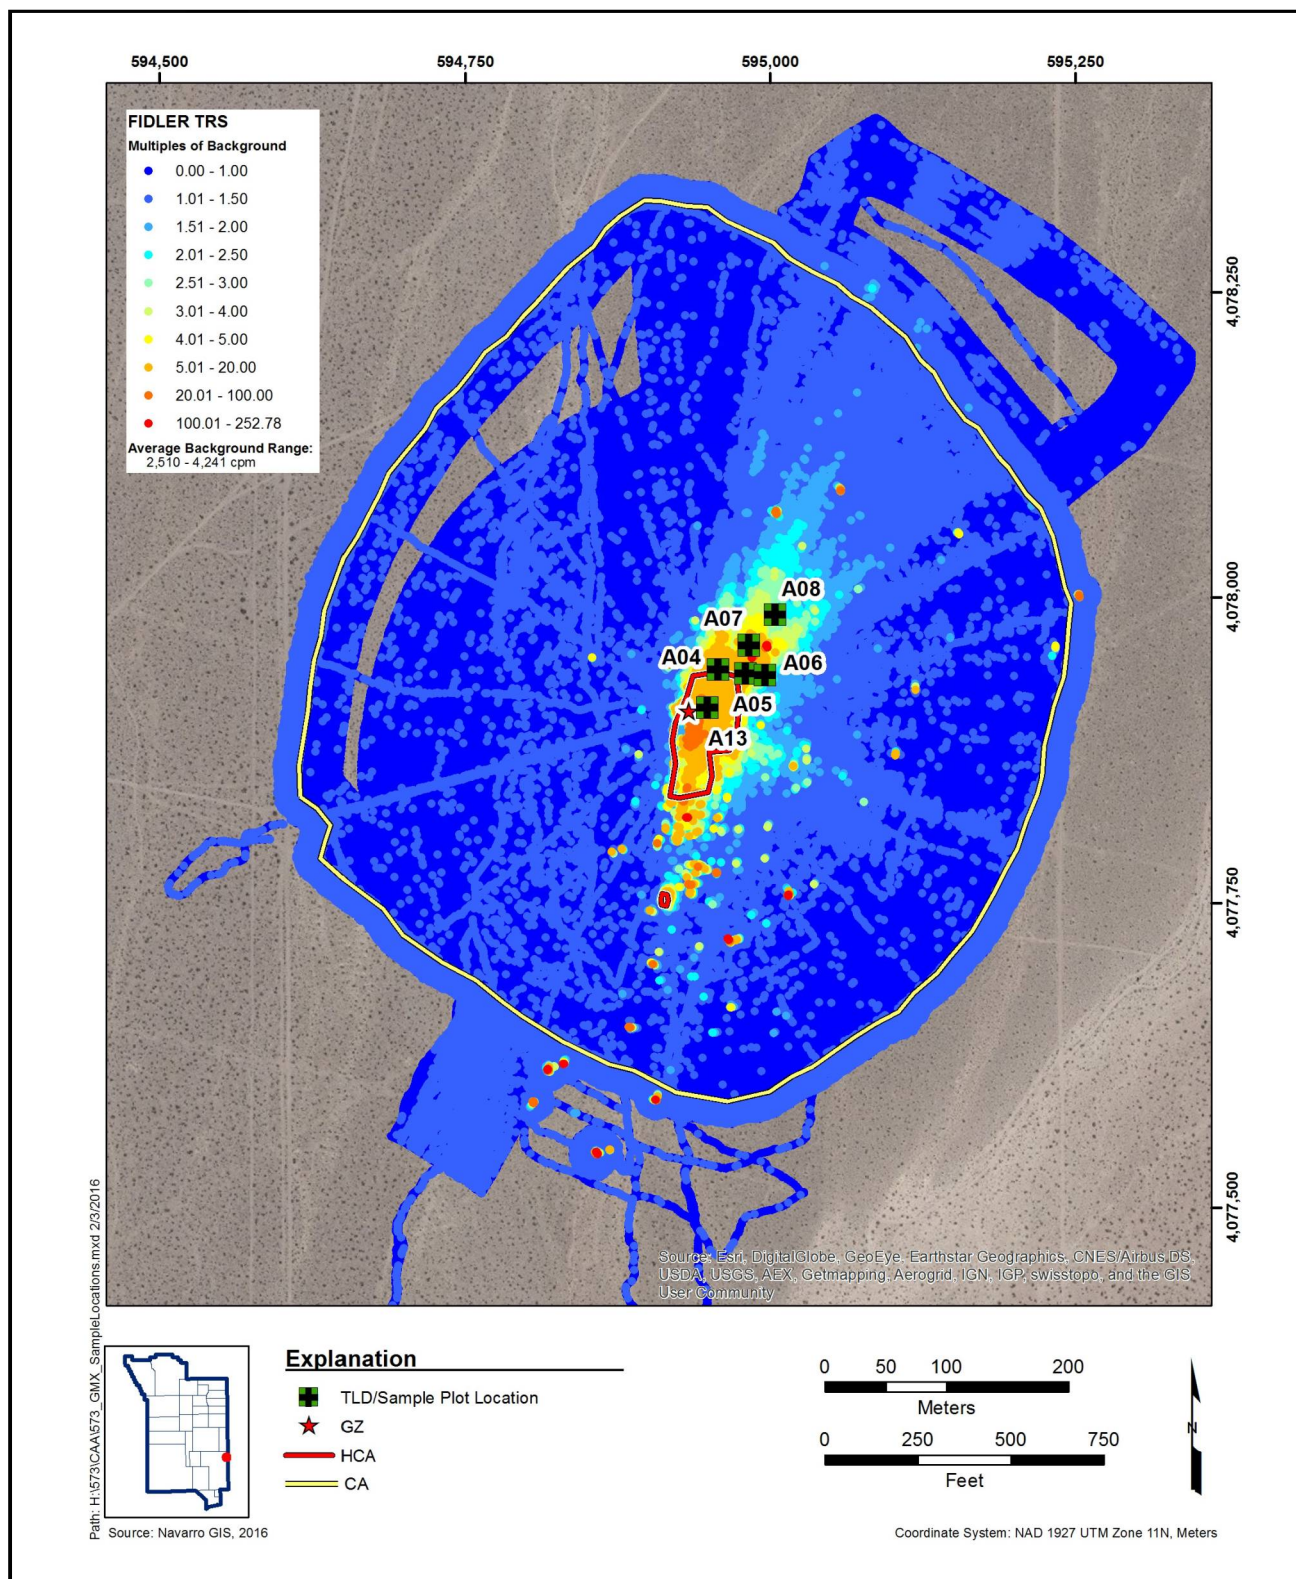 594,500 594,750 595,000 595,250
FIDLER TRS
Multiples of Background
0.00 - 1.00
1.01 - 1.50
1.51 - 2.00
2.01 - 2.50
2.51 - 3.00
3.01 - 4.00
4.01 - 5.00
5.01 - 20.00
20.01 - 100.00
100.01 - 252.78
Average Background Range:
2,510 - 4,241 cpm
4,078,250
4,078,000
4,077,750
4,077,500
A08
A07
A04
A06
A05
A13
Source: Esri, DigitalGlobe, GeoEye, Earthstar Geographics, CNES/Airbus DS,
USDA, USGS, AEX, Getmapping, Aerogrid, IGN, IGP, swisstopo, and the GIS
User Community
Path: H:\573\CAA\573_GMX_SampleLocations.mxd 2/3/2016
Explanation
TLD/Sample Plot Location
GZ
HCA
CA
0 50 100 200
Meters
0 250 500 750
Feet
N
Source: Navarro GIS, 2016
Coordinate System: NAD 1927 UTM Zone 11N, Meters